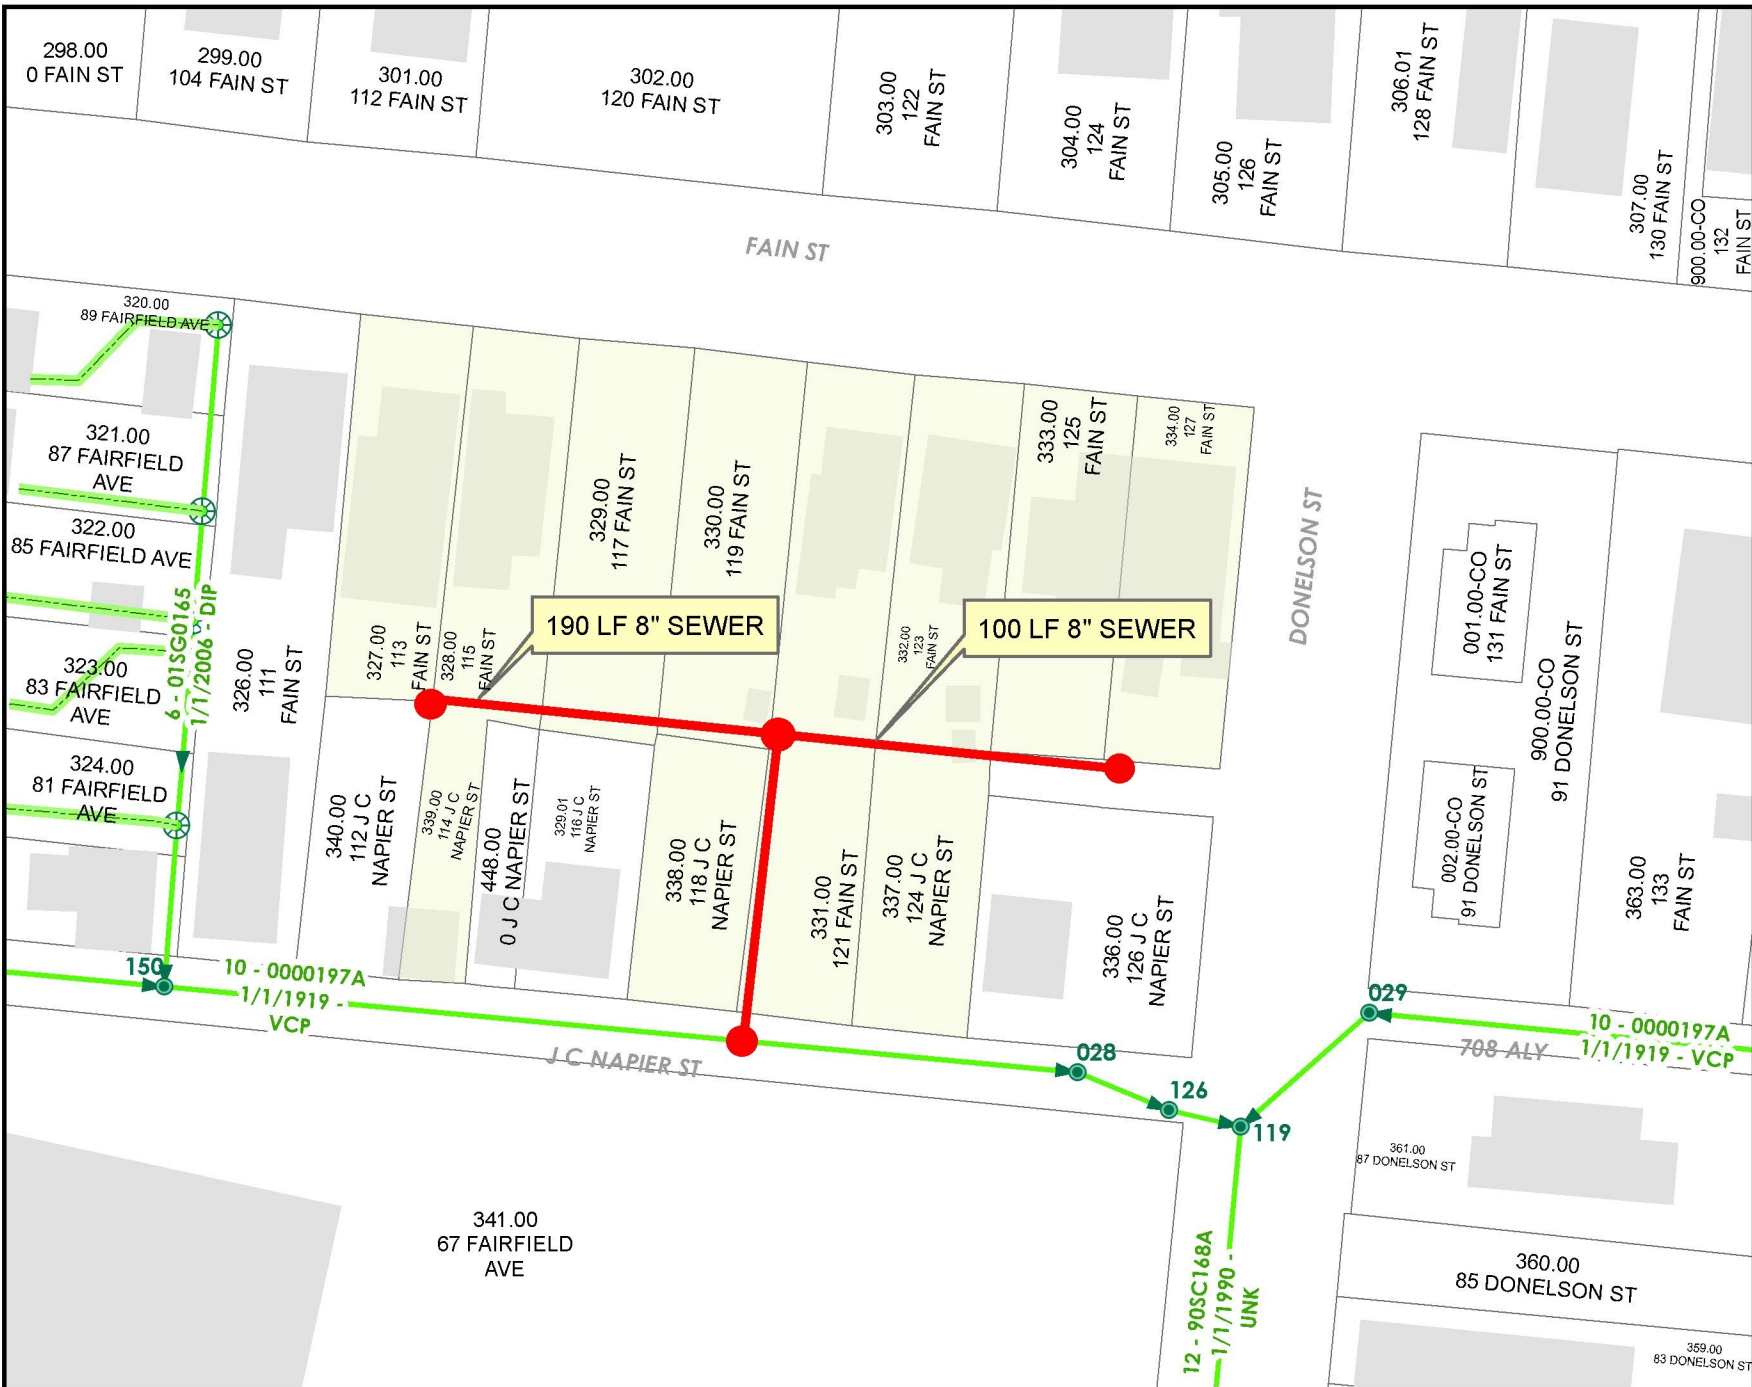 298.00
0 FAIN ST
299.00
104 FAIN ST
301.00
112 FAIN ST
302.00
120 FAIN ST
303.00
122
FAIN ST
304.00
124
FAIN ST
305.00
126
FAIN ST
306.01
128 FAIN ST
307.00
130 FAIN ST
900.00-CO
132
FAIN ST
FAIN ST
320.00
89 FAIRFIELD AVE
321.00
87 FAIRFIELD
AVE
322.00
85 FAIRFIELD AVE
323.00
83 FAIRFIELD
AVE
324.00
81 FAIRFIELD
AVE
6 - 01SG0165
1/1/2006 - DIP
326.00
111
FAIN ST
327.00
113
FAIN ST
328.00
115
FAIN ST
329.00
117 FAIN ST
330.00
119 FAIN ST
332.00
123
FAIN ST
333.00
125
FAIN ST
334.00
127
FAIN ST
190 LF 8" SEWER
100 LF 8" SEWER
DONELSON ST
001.00-CO
131 FAIN ST
900.00-CO
91 DONELSON ST
002.00-CO
91 DONELSON ST
363.00
133
FAIN ST
340.00
112 J C
NAPIER ST
339.00
114 J C
NAPIER ST
448.00
0 J C NAPIER ST
329.01
116 J C
NAPIER ST
338.00
118 J C
NAPIER ST
331.00
121 FAIN ST
337.00
124 J C
NAPIER ST
336.00
126 J C
NAPIER ST
150
10 - 0000197A
1/1/1919 -
VCP
J C NAPIER ST
028
126
119
029
10 - 0000197A
1/1/1919 - VCP
708 ALY
361.00
87 DONELSON ST
341.00
67 FAIRFIELD
AVE
12 - 90SC168A
1/1/1990 -
UNK
360.00
85 DONELSON ST
359.00
83 DONELSON ST